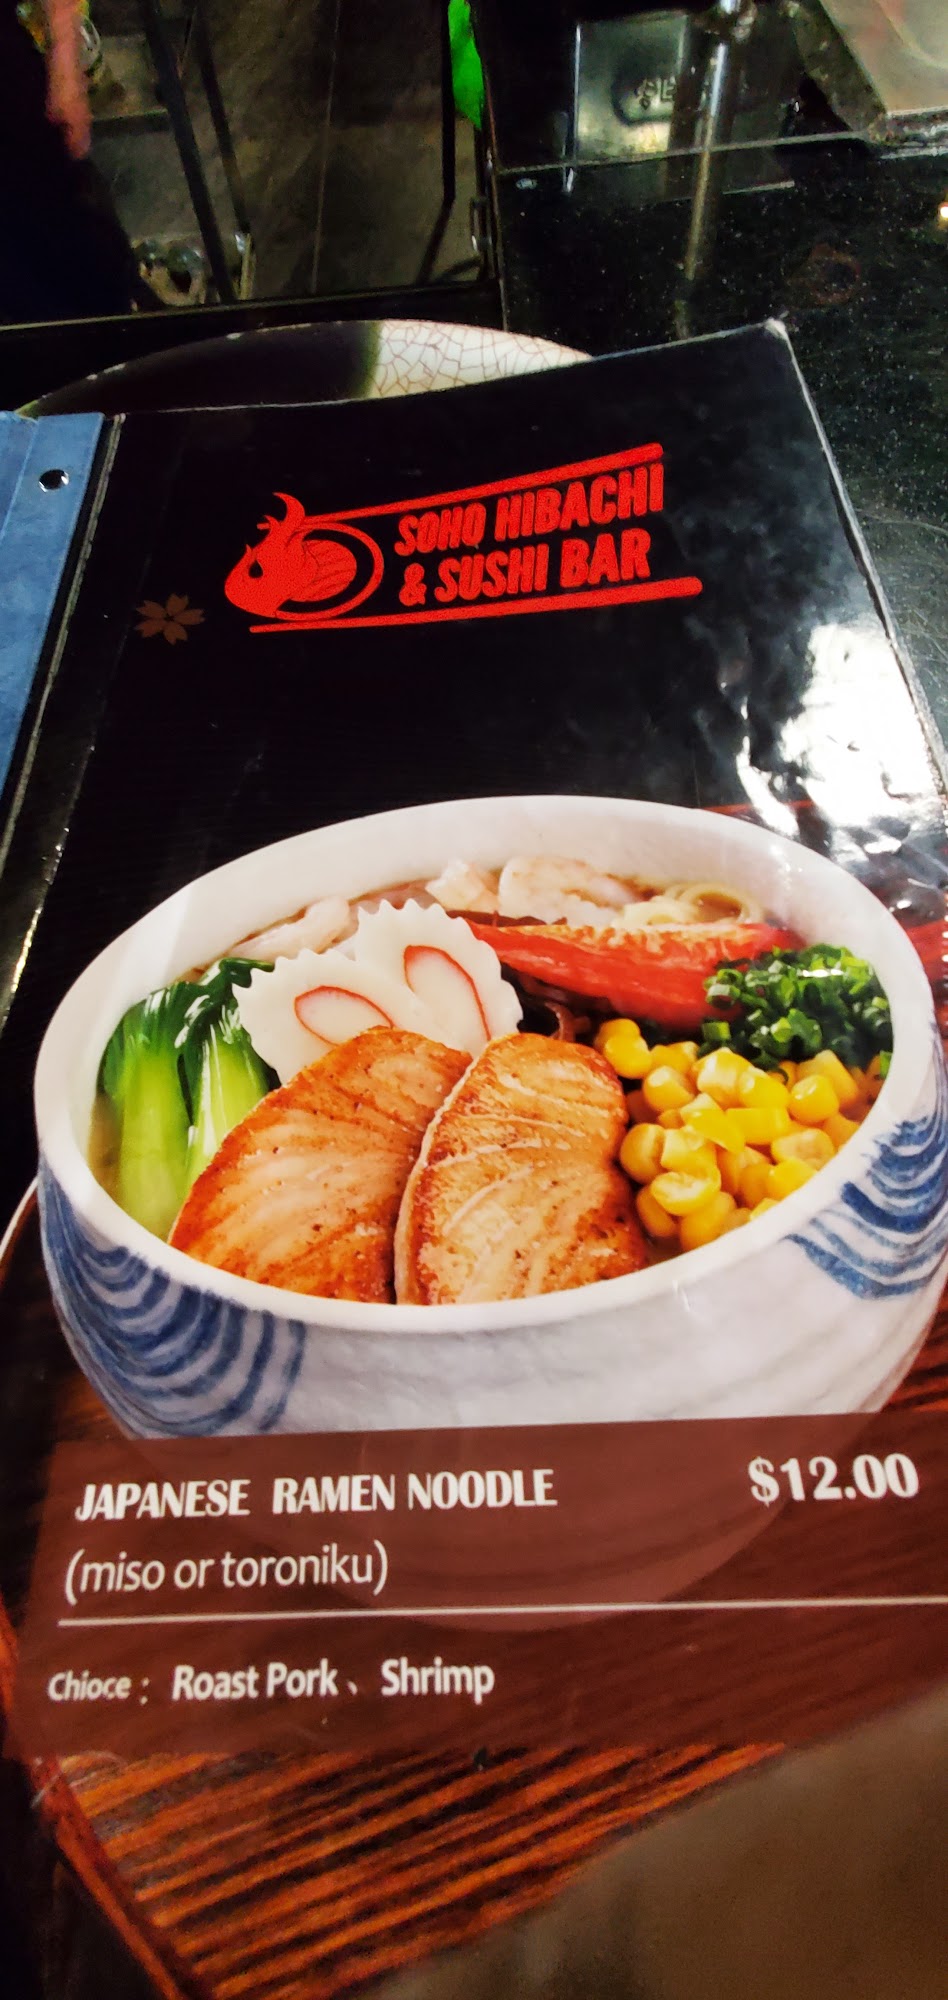 SOHO HIBACHI
& SUSHI BAR
JAPANESE RAMEN NOODLE $12.00
(miso or toroniku)
Chioce : Roast Pork 、 Shrimp